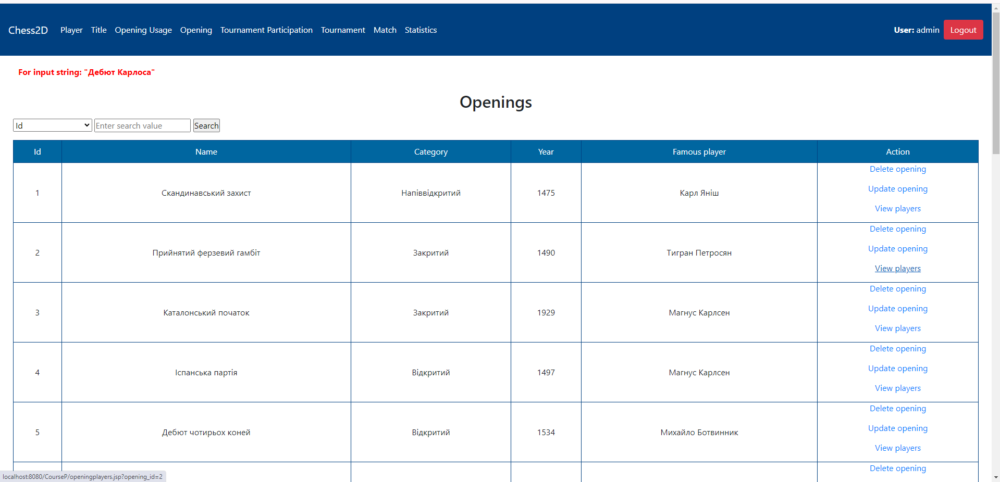 Chess2D Player Title Opening Usage Opening Tournament Participation Tournament Match Statistics User: admin Logout
For input string: "Дебют Карлоса"
Openings
Id Enter search value Search
Id Name Category Year Famous player Action
Delete opening
1 Скандинавський захист Напіввідкритий 1475 Карл Яніш Update opening
View players
Delete opening
2 Прийнятий ферзевий гамбіт Закритий 1490 Тигран Петросян Update opening
View players
Delete opening
3 Каталонський початок Закритий 1929 Магнус Карлсен Update opening
View players
Delete opening
4 Іспанська партія Відкритий 1497 Магнус Карлсен Update opening
View players
Delete opening
5 Дебют чотирьох коней Відкритий 1534 Михайло Ботвинник Update opening
View players
Delete opening
localhost:8080/CourseP/openingplayers.jsp?opening_id=2